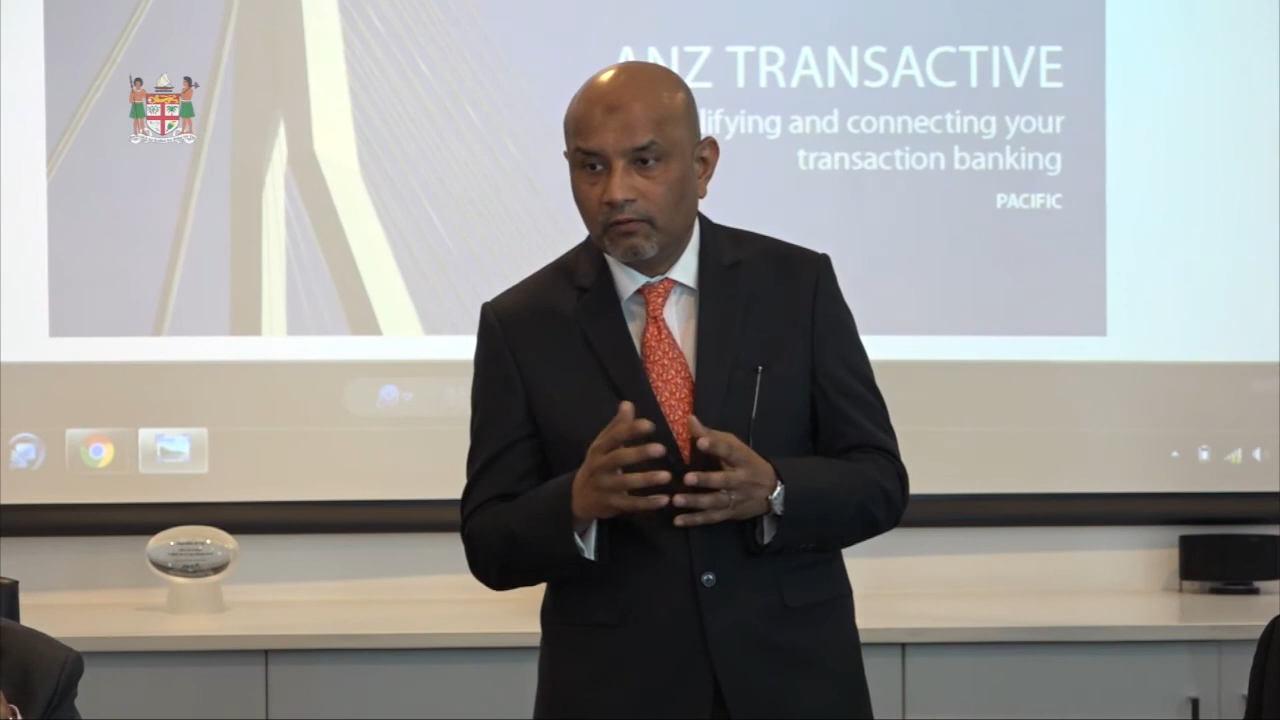 ANZ TRANSACTIVE
lifying and connecting your
transaction banking
PACIFIC